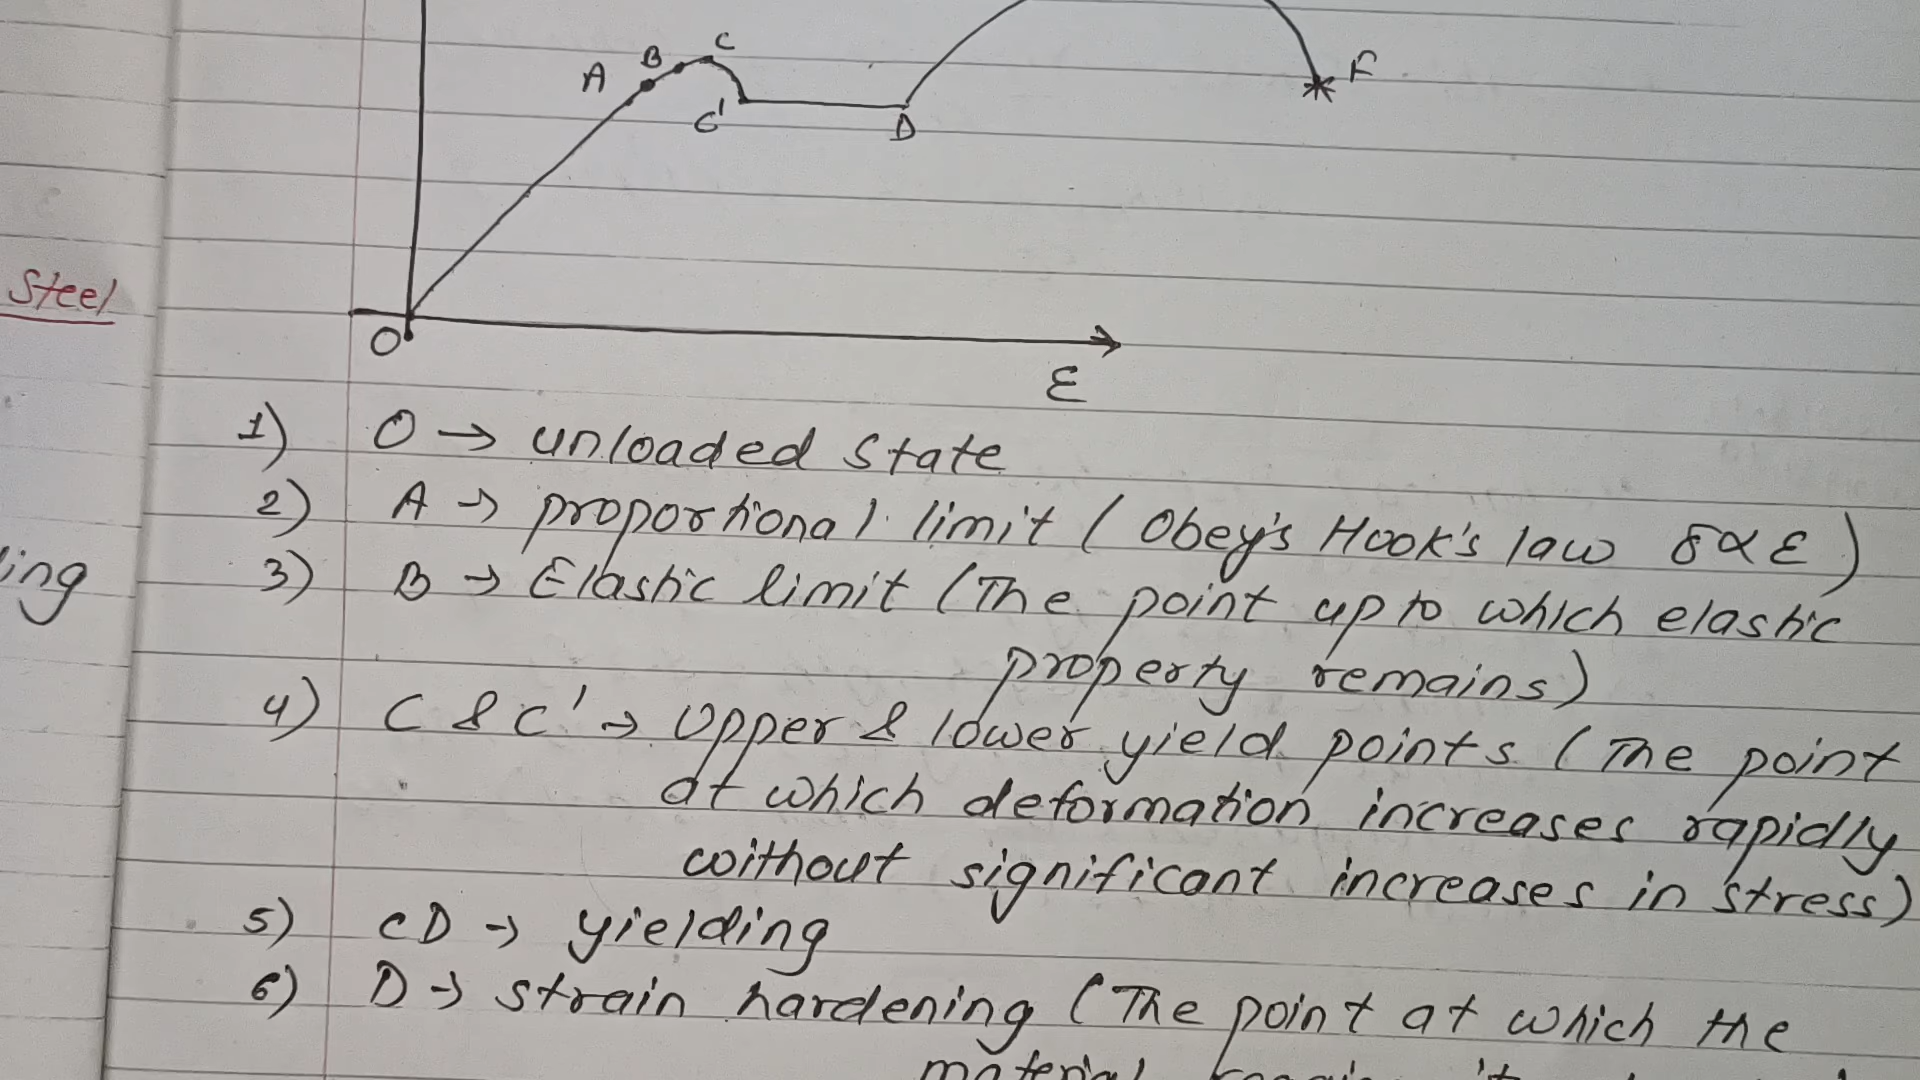 C
B
A
F
C'
D
Steel
O
ε
1) O → unloaded state
2) A → proportional limit ( Obey's Hook's law δ α ε )
ing
3) B → Elastic limit (The point up to which elastic
property remains)
4) C & C' → Upper & lower yield points (The point
at which deformation increases rapidly
without significant increases in stress)
5) CD → yielding
6) D → strain hardening (The point at which the
material